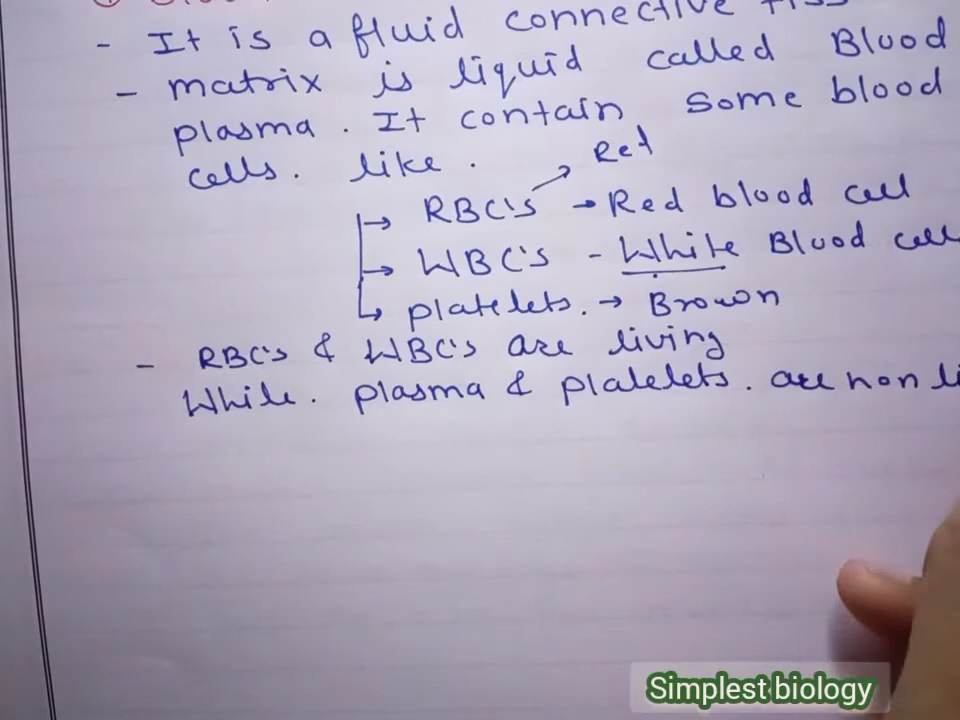 - It is a fluid connective
- matrix is liquid called Blood
plasma. It contain some blood
cells. like.
Red
→ RBC's → Red blood cell
→ WBC's - White Blood cell
↳ platelets. → Brown
- RBC's & WBC's are living
While. plasma & platelets. are non
Simplest biology